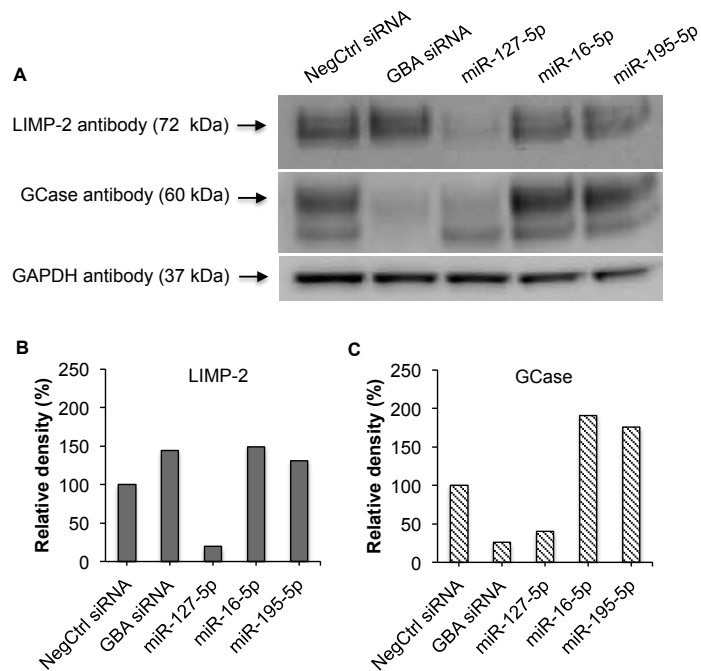 NegCtrl siRNA
GBA siRNA
miR-127-5p
miR-16-5p
miR-195-5p
A
LIMP-2 antibody (72 kDa)
GCase antibody (60 kDa)
GAPDH antibody (37 kDa)
B
LIMP-2
Relative density (%)
250
200
150
100
50
0
NegCtrl siRNA
GBA siRNA
miR-127-5p
miR-16-5p
miR-195-5p
C
GCase
Relative density (%)
250
200
150
100
50
0
NegCtrl siRNA
GBA siRNA
miR-127-5p
miR-16-5p
miR-195-5p